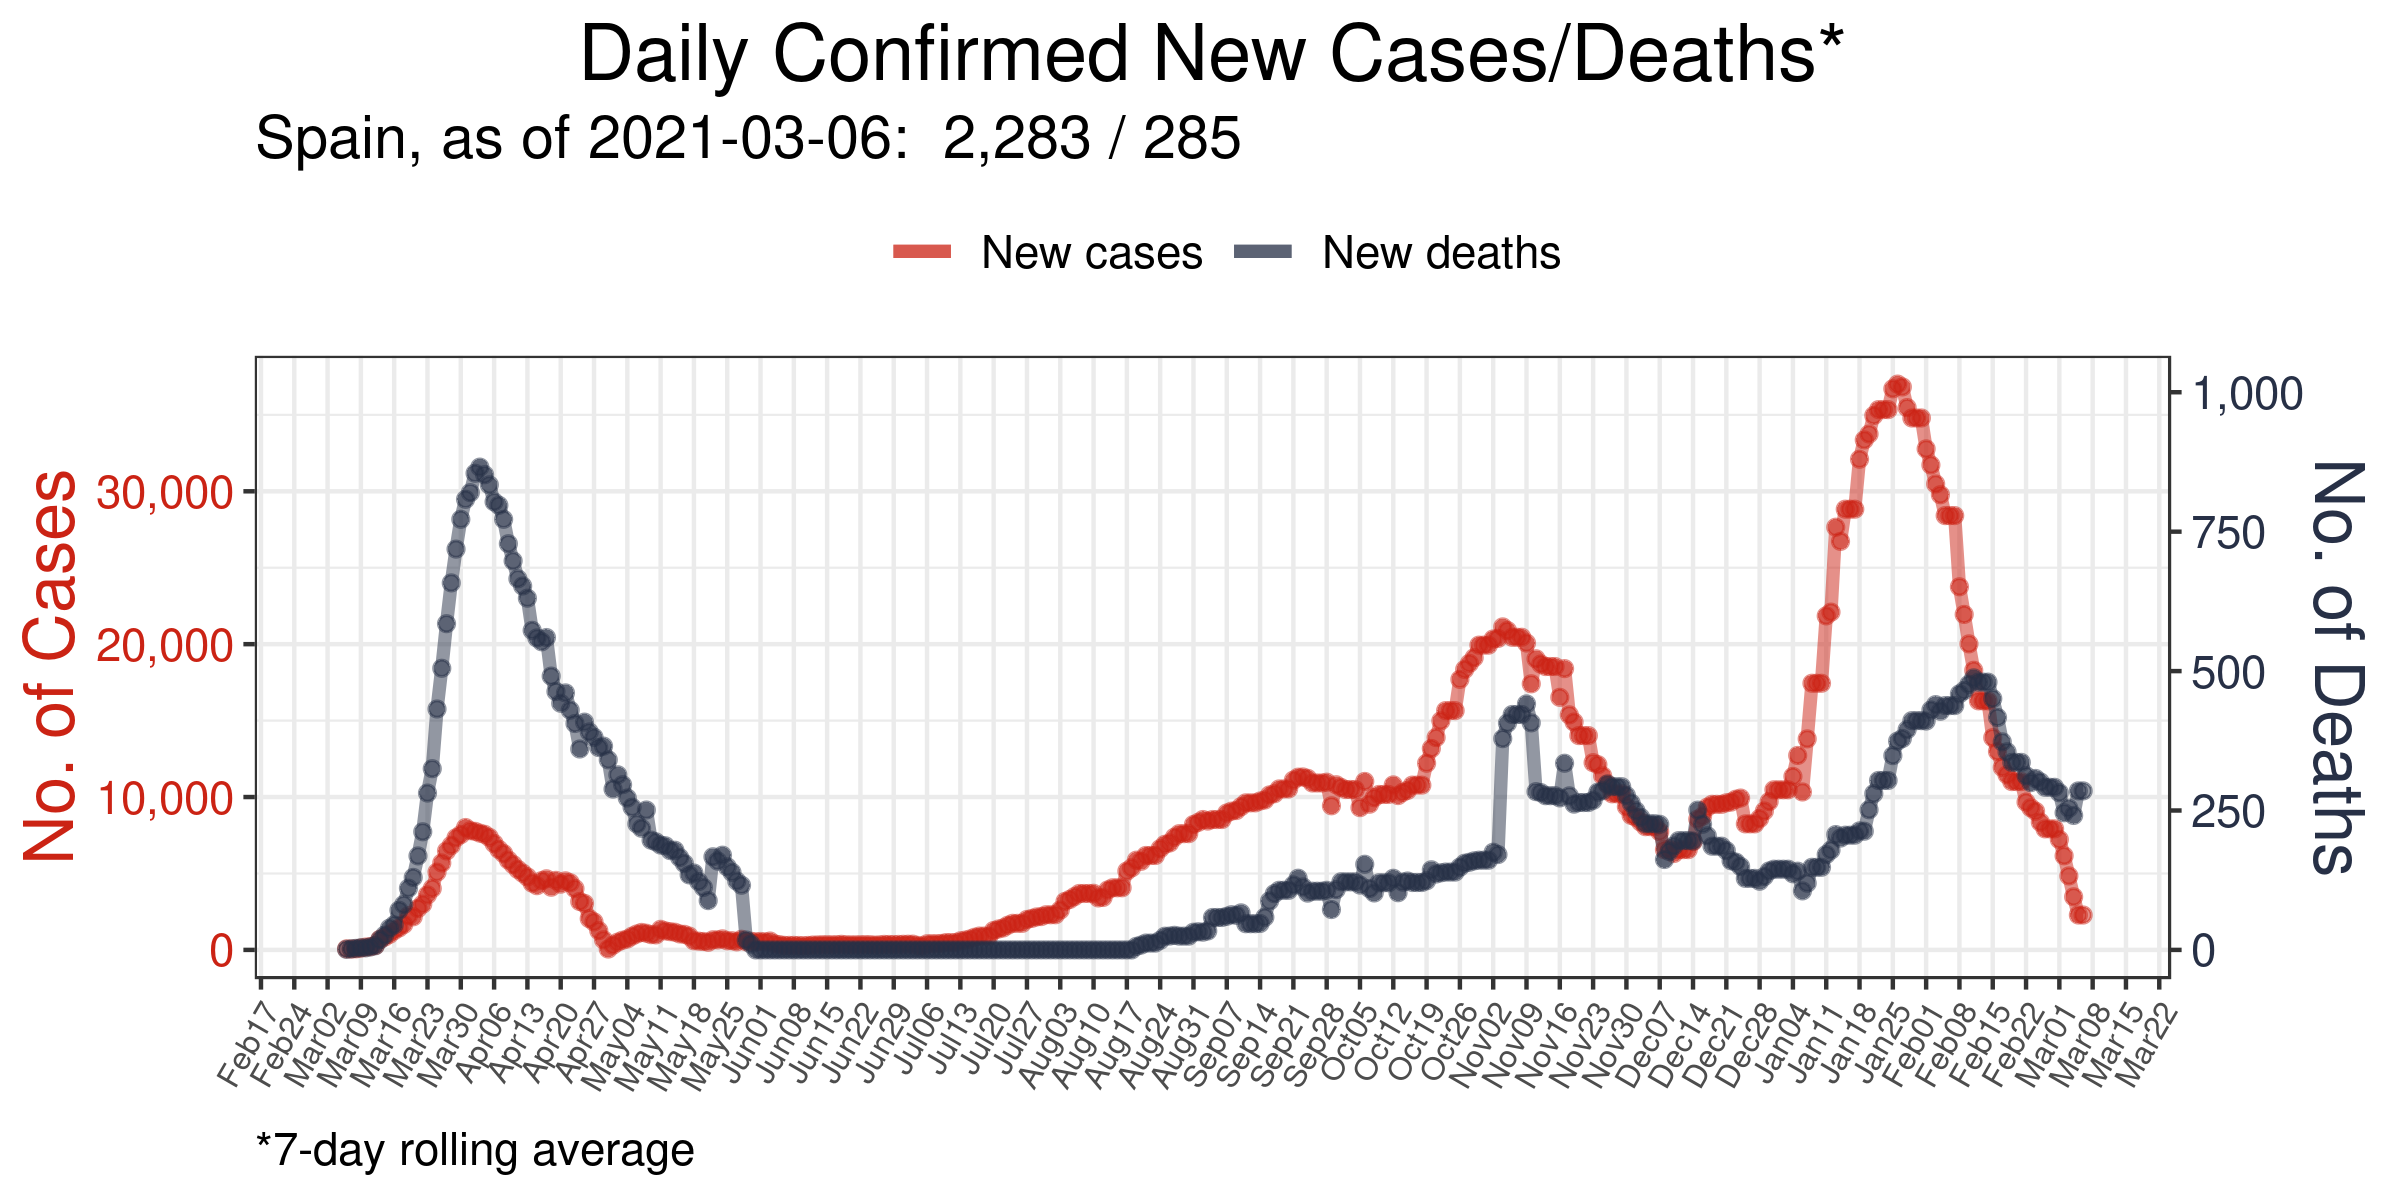 Daily Confirmed New Cases/Deaths*
Spain, as of 2021-03-06:  2,283 / 285
New cases
New deaths
No. of Cases
30,000
20,000
10,000
0
1,000
750
500
250
0
No. of Deaths
Feb17
Feb24
Mar02
Mar09
Mar16
Mar23
Mar30
Apr06
Apr13
Apr20
Apr27
May04
May11
May18
May25
Jun01
Jun08
Jun15
Jun22
Jun29
Jul06
Jul13
Jul20
Jul27
Aug03
Aug10
Aug17
Aug24
Aug31
Sep07
Sep14
Sep21
Sep28
Oct05
Oct12
Oct19
Oct26
Nov02
Nov09
Nov16
Nov23
Nov30
Dec07
Dec14
Dec21
Dec28
Jan04
Jan11
Jan18
Jan25
Feb01
Feb08
Feb15
Feb22
Mar01
Mar08
Mar15
Mar22
*7-day rolling average